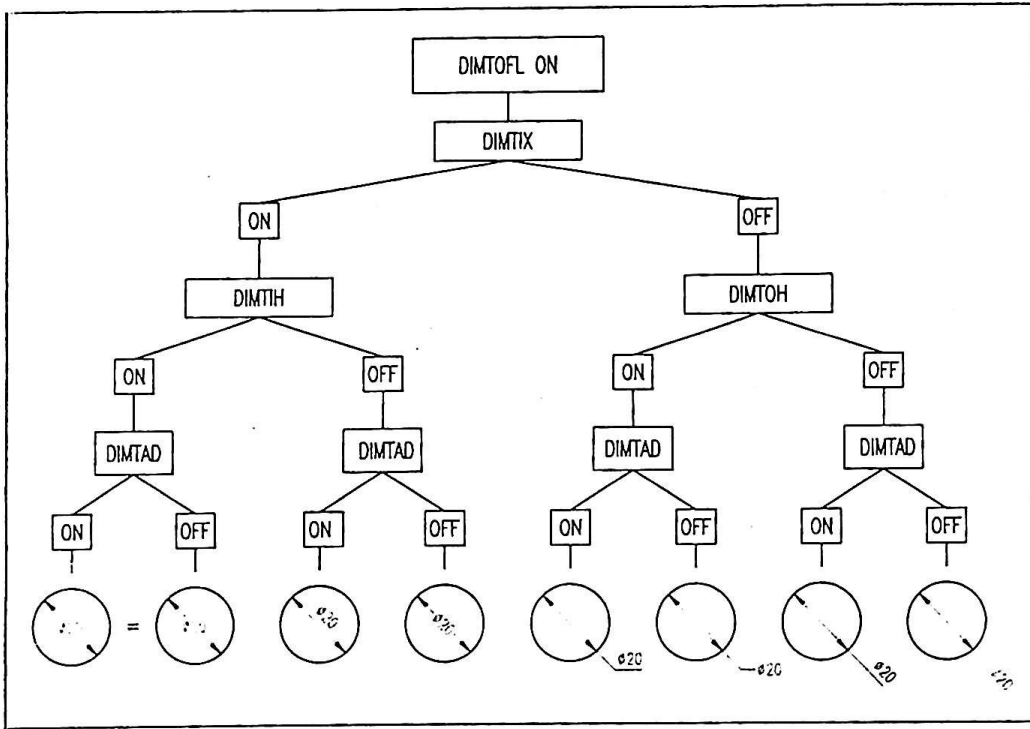 DIMTOFL ON
DIMTIX
ON OFF
DIMTIH DIMTOH
ON OFF ON OFF
DIMTAD DIMTAD DIMTAD DIMTAD
ON OFF ON OFF ON OFF ON OFF
= ø20 ø20 ø20 ø20 ø20